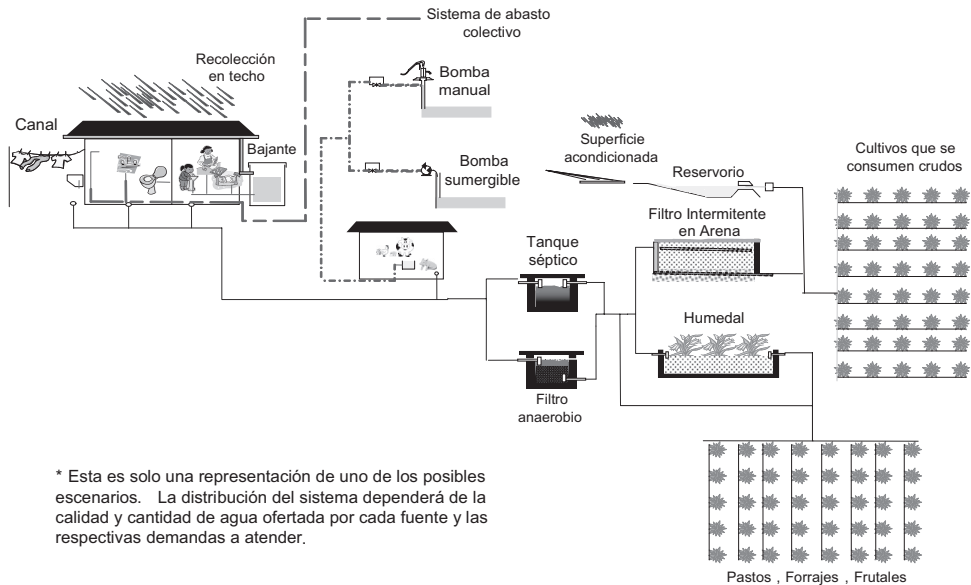 Sistema de abasto
colectivo
Recolección
en techo
Bomba
manual
Canal
Bajante
Superficie
acondicionada
Cultivos que se
consumen crudos
Reservorio
Bomba
sumergible
Filtro Intermitente
en Arena
Tanque
séptico
Humedal
Filtro
anaerobio
* Esta es solo una representación de uno de los posibles
escenarios. La distribución del sistema dependerá de la
calidad y cantidad de agua ofertada por cada fuente y las
respectivas demandas a atender.
Pastos , Forrajes , Frutales